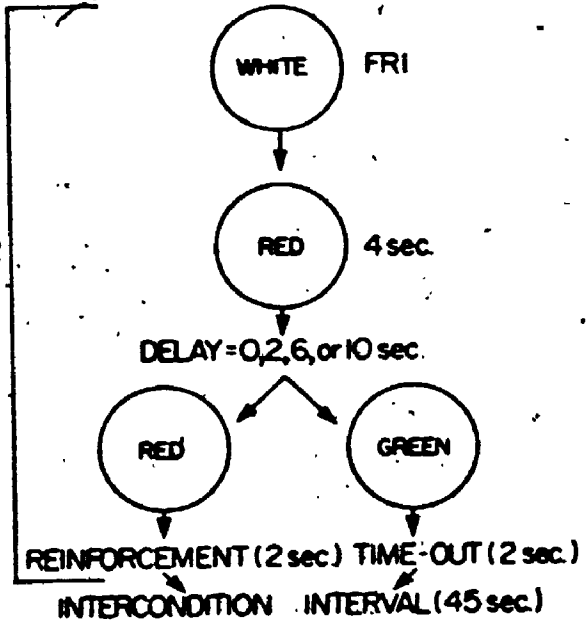 WHITE FR1
RED 4 sec.
DELAY=0,2,6, or 10 sec.
RED GREEN
REINFORCEMENT (2 sec.) TIME-OUT (2 sec.)
INTERCONDITION INTERVAL (45 sec.)